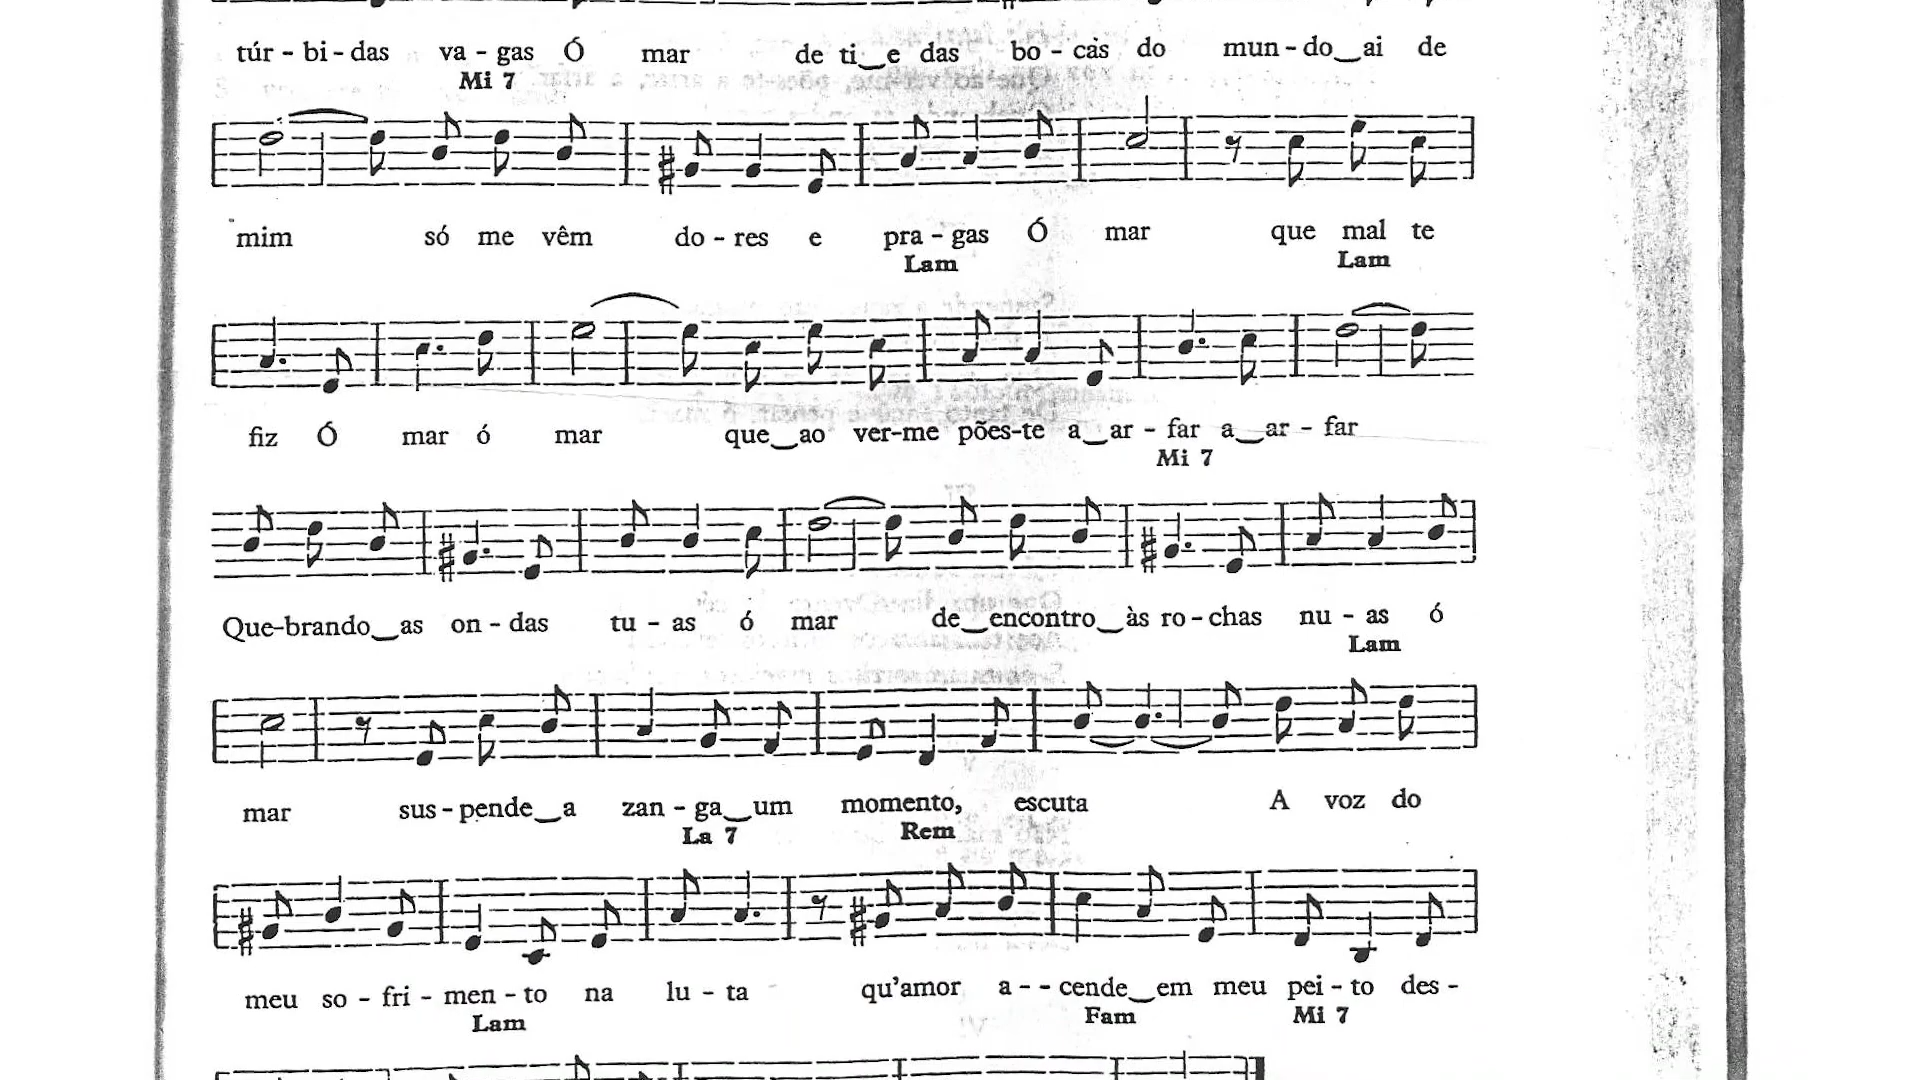 túr - bi - das va - gas Ó mar de ti‿e das bo - càs do mun - do‿ai de
Mi 7
mim só me vêm do - res e pra - gas Ó mar que mal te
Lam Lam
fiz Ó mar ó mar que‿ao ver-me pões-te a‿ar - far a‿ar - far
Mi 7
Que-brando‿as on - das tu - as ó mar de‿encontro‿às ro - chas nu - as ó
Lam
mar sus - pende‿a zan - ga‿um momento, escuta A voz do
La 7 Rem
meu so - fri - men - to na lu - ta qu'amor a - - cende‿em meu pei - to des -
Lam Fam Mi 7